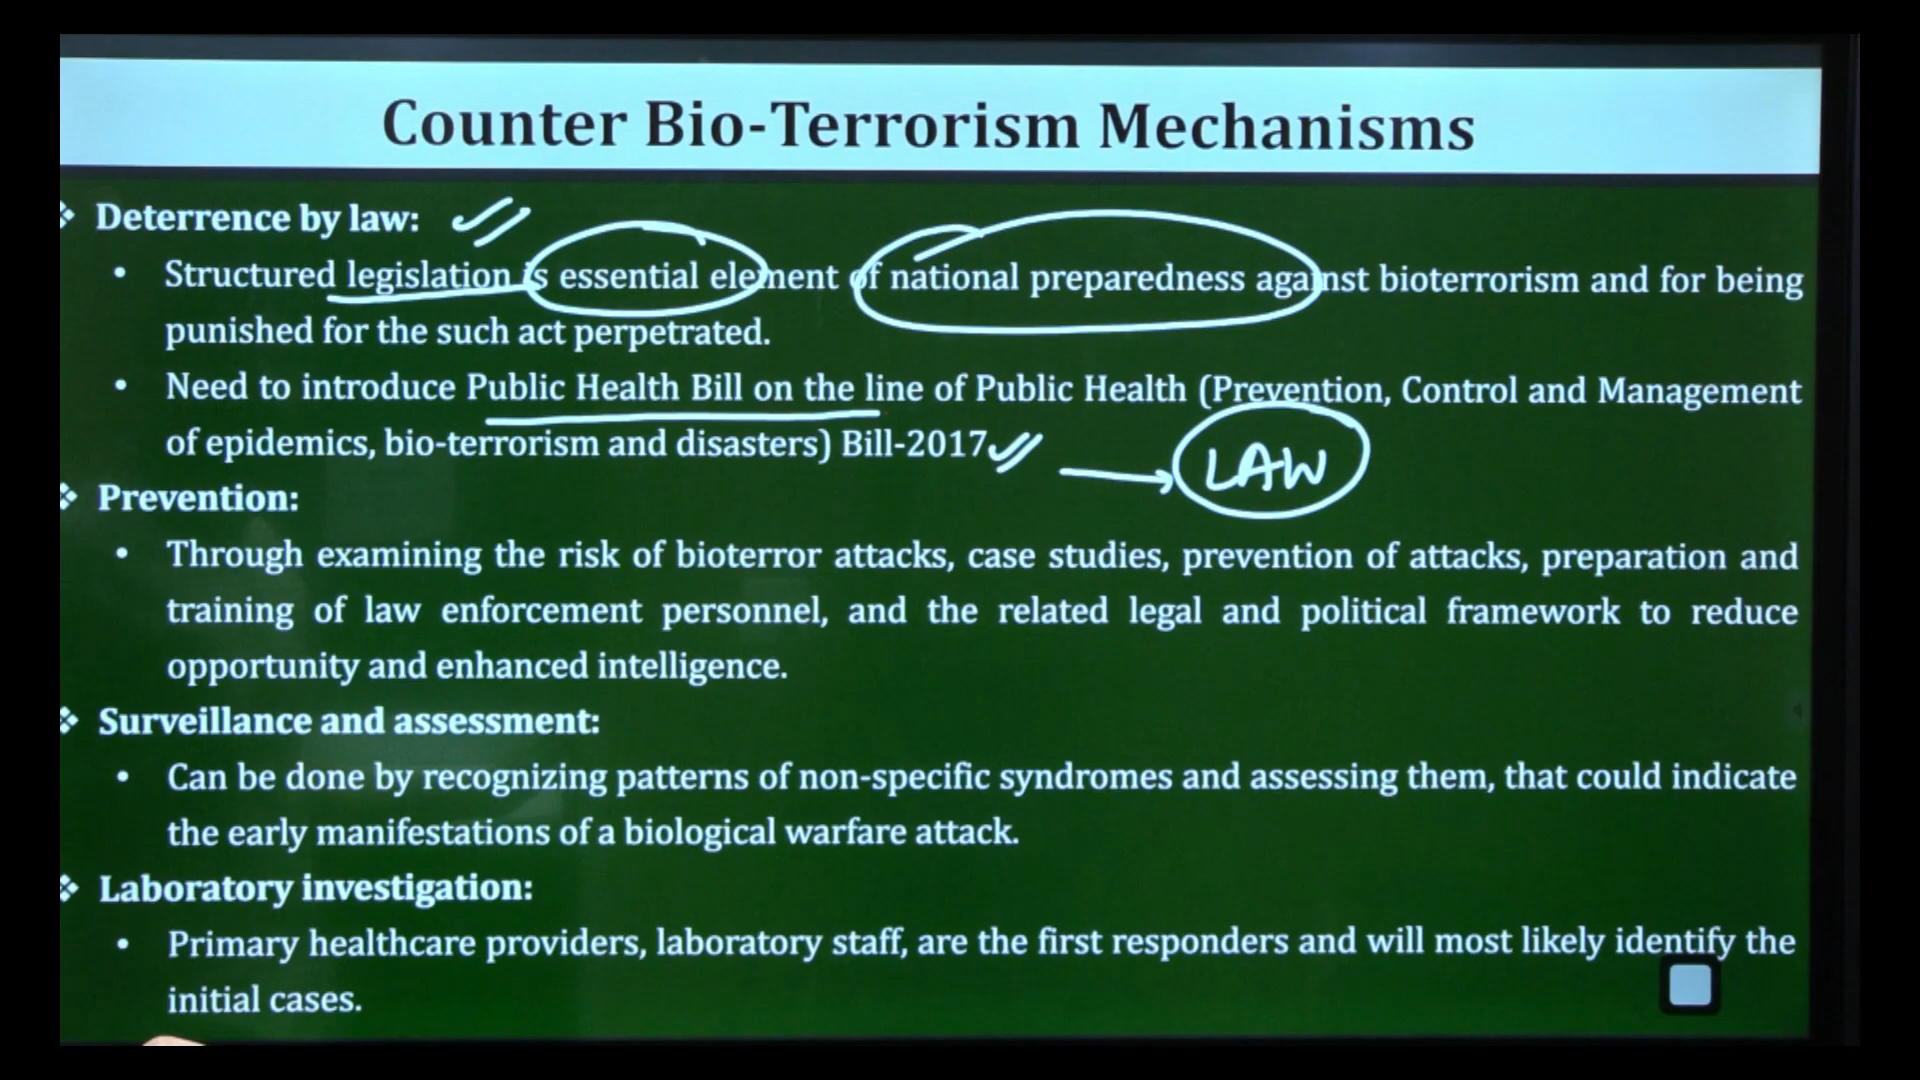 Counter Bio-Terrorism Mechanisms
Deterrence by law:
• Structured legislation is essential element of national preparedness against bioterrorism and for being
punished for the such act perpetrated.
• Need to introduce Public Health Bill on the line of Public Health (Prevention, Control and Management
of epidemics, bio-terrorism and disasters) Bill-2017
LAW
Prevention:
• Through examining the risk of bioterror attacks, case studies, prevention of attacks, preparation and
training of law enforcement personnel, and the related legal and political framework to reduce
opportunity and enhanced intelligence.
Surveillance and assessment:
• Can be done by recognizing patterns of non-specific syndromes and assessing them, that could indicate
the early manifestations of a biological warfare attack.
Laboratory investigation:
• Primary healthcare providers, laboratory staff, are the first responders and will most likely identify the
initial cases.